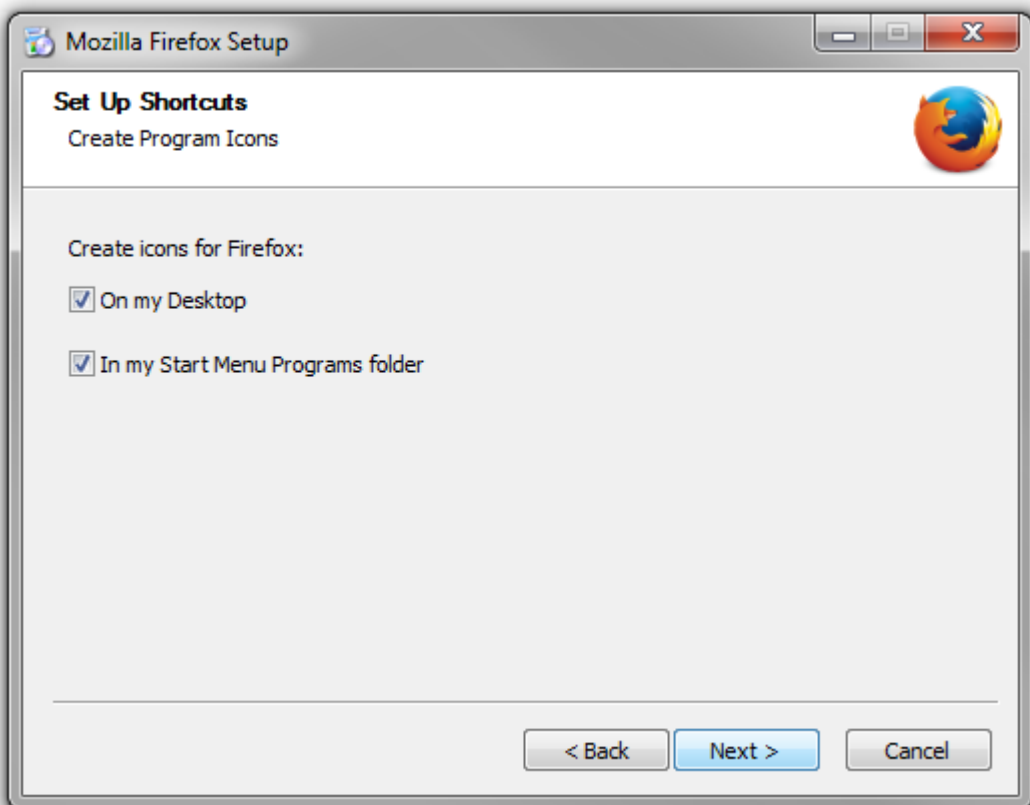 Mozilla Firefox Setup
Set Up Shortcuts
Create Program Icons
Create icons for Firefox:
On my Desktop
In my Start Menu Programs folder
< Back Next > Cancel